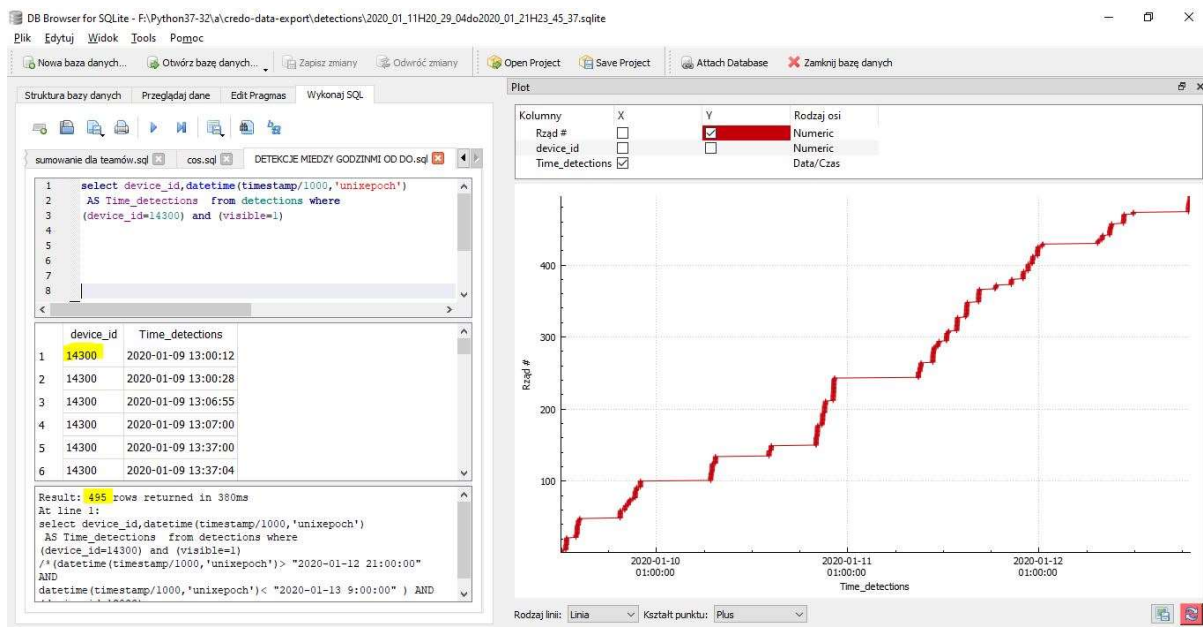 DB Browser for SQLite - F:\Python37-32\a\credo-data-export\detections\2020_01_11H20_29_04do2020_01_21H23_45_37.sqlite
Plik Edytuj Widok Tools Pomoc
Nowa baza danych... Otwórz bazę danych... Zapisz zmiany Odwróć zmiany Open Project Save Project Attach Database Zamknij bazę danych
Struktura bazy danych Przeglądaj dane Edit Pragmas Wykonaj SQL
sumowanie dla teamów.sql cos.sql DETEKCJE MIEDZY GODZINMI OD DO.sql
1 select device_id,datetime(timestamp/1000,'unixepoch')
2 AS Time_detections from detections where
3 (device_id=14300) and (visible=1)
4
5
6
7
8
device_id Time_detections
1 14300 2020-01-09 13:00:12
2 14300 2020-01-09 13:00:28
3 14300 2020-01-09 13:06:55
4 14300 2020-01-09 13:07:00
5 14300 2020-01-09 13:37:00
6 14300 2020-01-09 13:37:04
Result: 495 rows returned in 380ms
At line 1:
select device_id,datetime(timestamp/1000,'unixepoch')
AS Time_detections from detections where
(device_id=14300) and (visible=1)
/*(datetime(timestamp/1000,'unixepoch')> "2020-01-12 21:00:00"
AND
datetime(timestamp/1000,'unixepoch')< "2020-01-13 9:00:00" ) AND
Plot
Kolumny X Y Rodzaj osi
Rząd # Numeric
device_id Numeric
Time_detections Data/Czas
400
300
200
100
Rząd #
2020-01-10 2020-01-11 2020-01-12
01:00:00 01:00:00 01:00:00
Time_detections
Rodzaj linii: Linia Kształt punktu: Plus